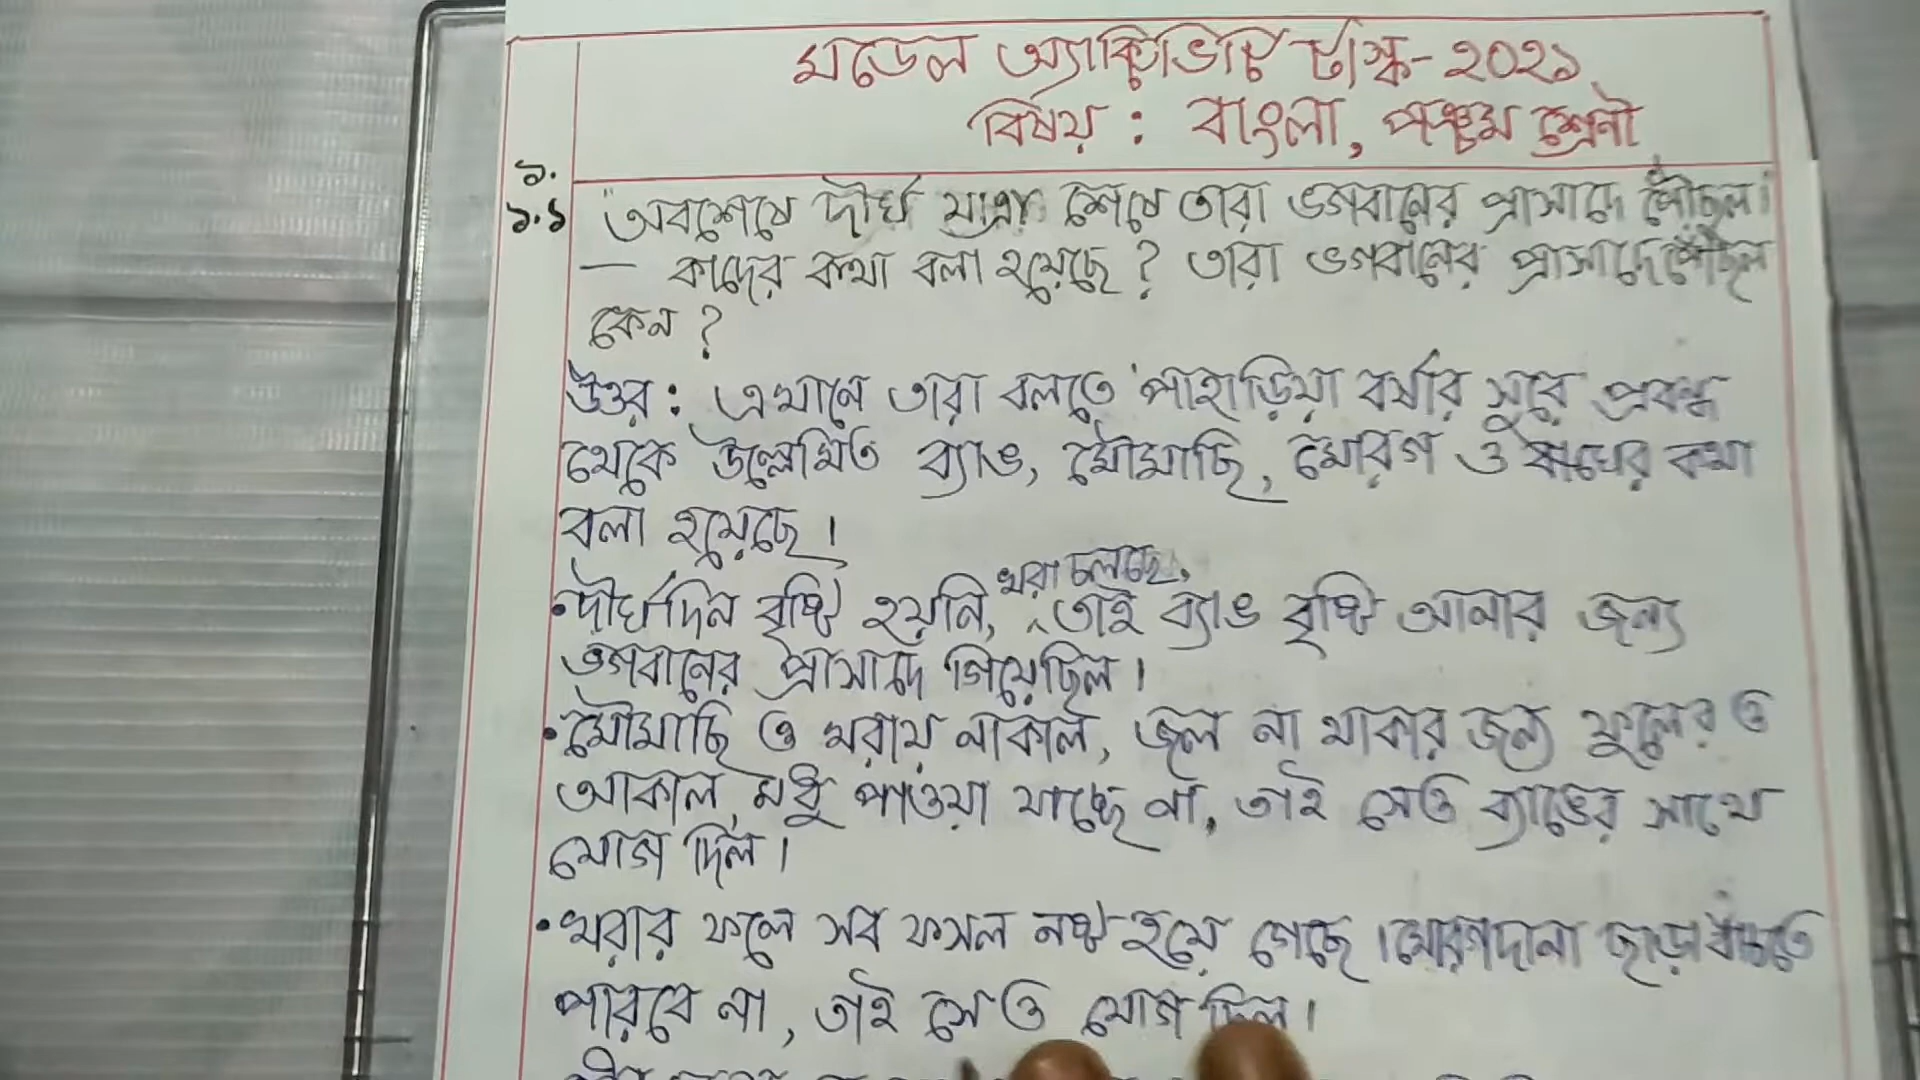 মডেল অ্যাক্টিভিটি টাস্ক-২০২১
বিষয় : বাংলা, পঞ্চম শ্রেনী
১.
১.১ "অবশেষে দীর্ঘ যাত্রা শেষে তারা ভগবানের প্রাসাদে পৌঁছল।"
— কাদের কথা বলা হয়েছে? তারা ভগবানের প্রাসাদে পৌঁছল
কেন?
উত্তর : এখানে তারা বলতে 'পাহাড়িয়া বর্ষার সুরে' প্রবন্ধ
থেকে উল্লেখিত ব্যাঙ, মৌমাছি, মোরগ ও বাঘের কথা
বলা হয়েছে।
খরা চলছে,
• দীর্ঘদিন বৃষ্টি হয়নি, ^ তাই ব্যাঙ বৃষ্টি আনার জন্য
ভগবানের প্রাসাদে গিয়েছিল।
• মৌমাছি ও খরায় নাকাল, জল না থাকার জন্য ফুলের ও
আকাল, মধু পাওয়া যাচ্ছে না, তাই সেও ব্যাঙের সাথে
যোগ দিল।
• খরার ফলে সব ফসল নষ্ট হয়ে গেছে। মোরগ দানা ছাড়া বাঁচতে
পারবে না, তাই সে ও যোগ দিল।